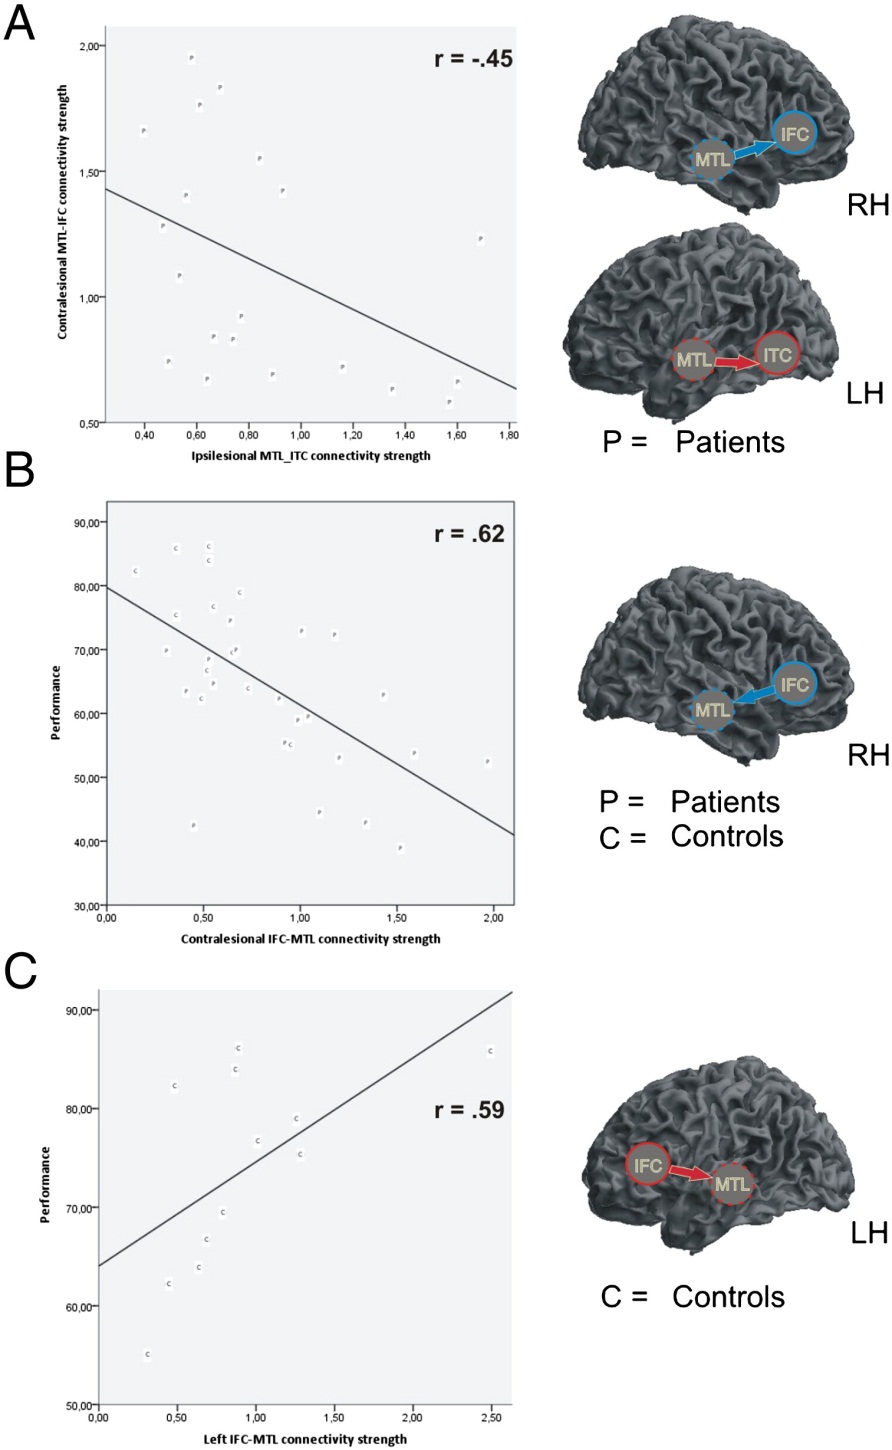 A
Contralesional MTL-IFC connectivity strength
2,00
1,50
1,00
0,50
r = -.45
P P P P P P P P P P P P P P P P P P P P P
0,40 0,60 0,80 1,00 1,20 1,40 1,60 1,80
Ipsilesional MTL_ITC connectivity strength
MTL IFC
RH
MTL ITC
LH
P = Patients
B
Performance
90,00
80,00
70,00
60,00
50,00
40,00
30,00
r = .62
0,00 0,50 1,00 1,50 2,00
Contralesional IFC-MTL connectivity strength
MTL IFC
RH
P = Patients
C = Controls
C
Performance
90,00
80,00
70,00
60,00
50,00
r = .59
C C C C C C C C C C C C
0,00 0,50 1,00 1,50 2,00 2,50
Left IFC-MTL connectivity strength
IFC MTL
LH
C = Controls